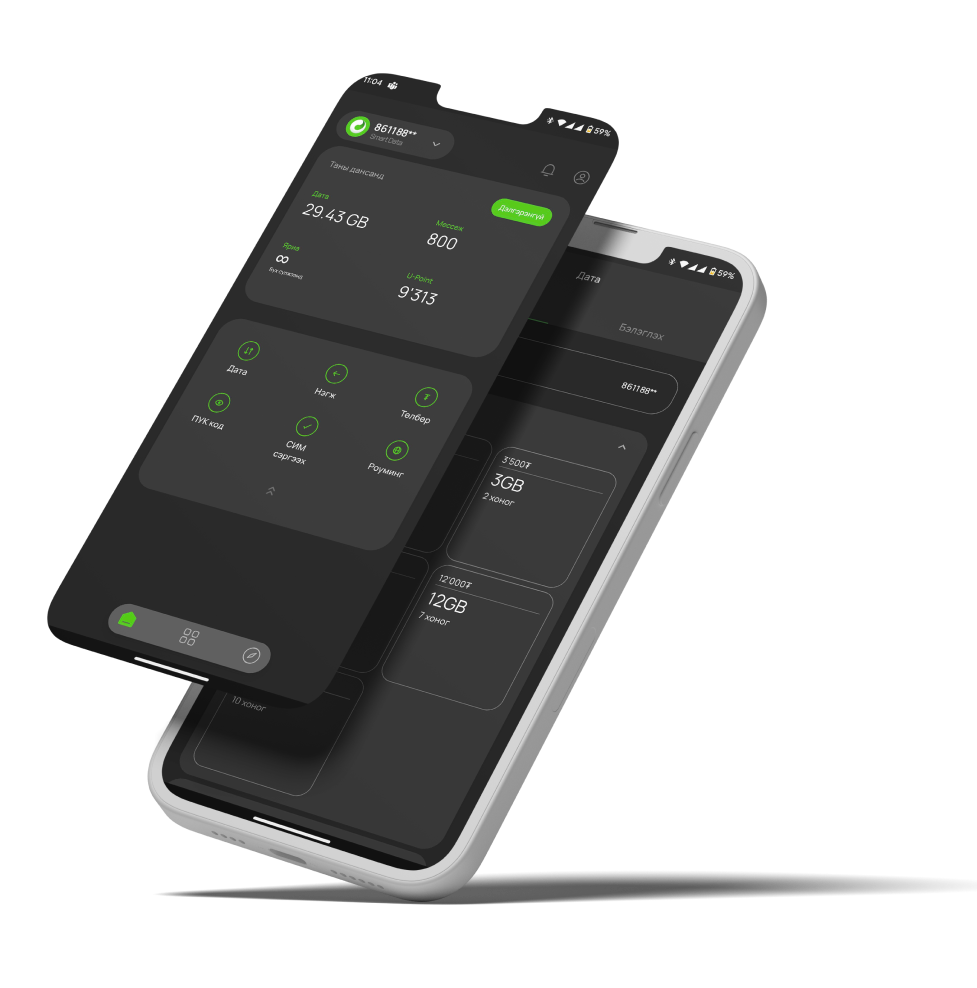 11:04
59%
861188**
Smart Data
Таны дансанд
Дэлгэрэнгүй
Дата
29.43 GB
Мессеж
800
Яриа
∞
U-Point
9'313
Дата
Нэгж
Төлбөр
ПУК код
СИМ
сэргээх
Роуминг
59%
Дата
Бэлэглэх
861188**
3'500₮
3GB
2 хоног
12'000₮
12GB
7 хоног
10 хоног